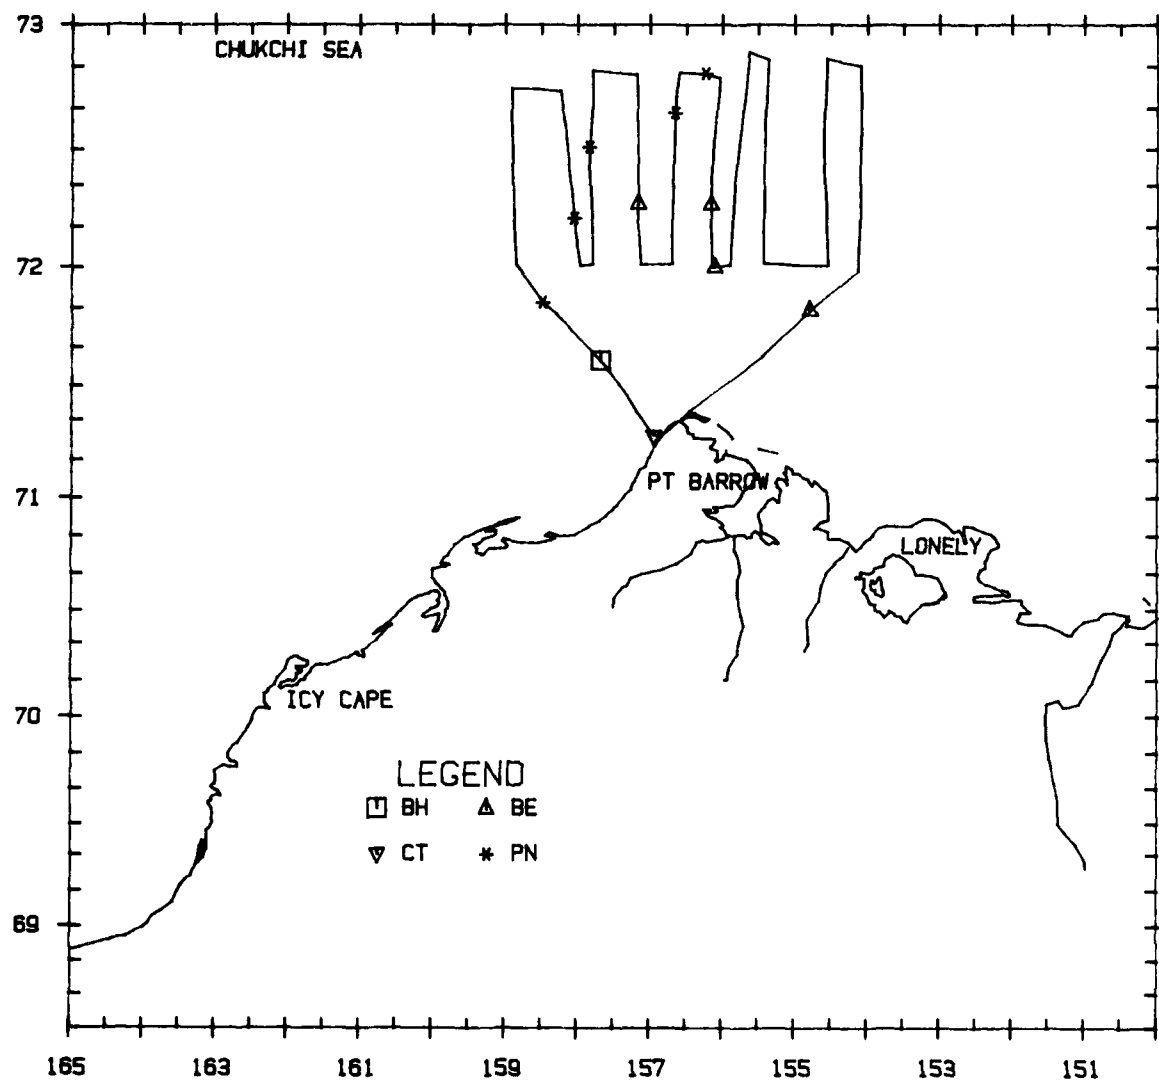 73
CHUKCHI SEA
72
71
PT BARROW
LONELY
ICY CAPE
70
LEGEND
BH BE
CT PN
69
165 163 161 159 157 155 153 151